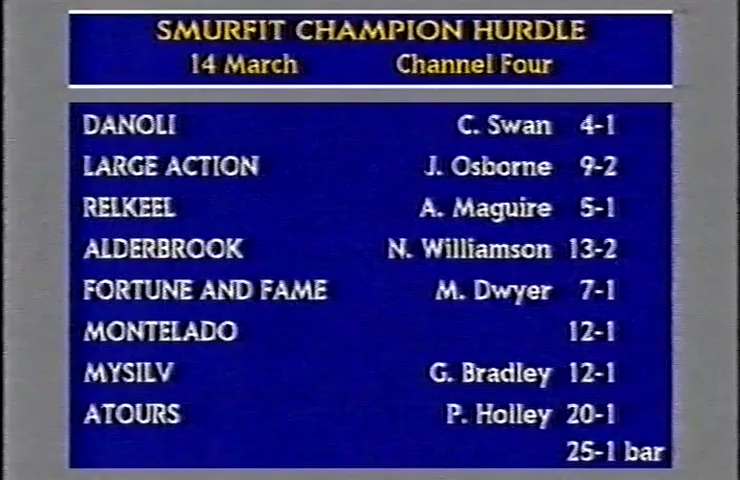 SMURFIT CHAMPION HURDLE
14 March Channel Four
DANOLI C. Swan 4-1
LARGE ACTION J. Osborne 9-2
RELKEEL A. Maguire 5-1
ALDERBROOK N. Williamson 13-2
FORTUNE AND FAME M. Dwyer 7-1
MONTELADO 12-1
MYSILV G. Bradley 12-1
ATOURS P. Holley 20-1
25-1 bar